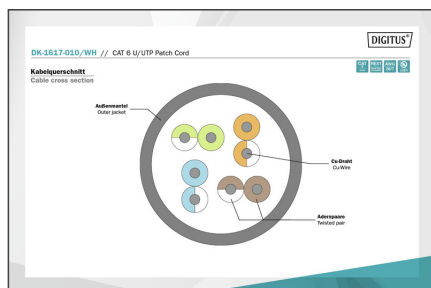 DIGITUS®
DK-1617-010/WH // CAT 6 U/UTP Patch Cord
Kabelquerschnitt
Cable cross section
Außenmantel
Outer jacket
Cu-Draht
Cu-Wire
Adernpaare
Twisted pair